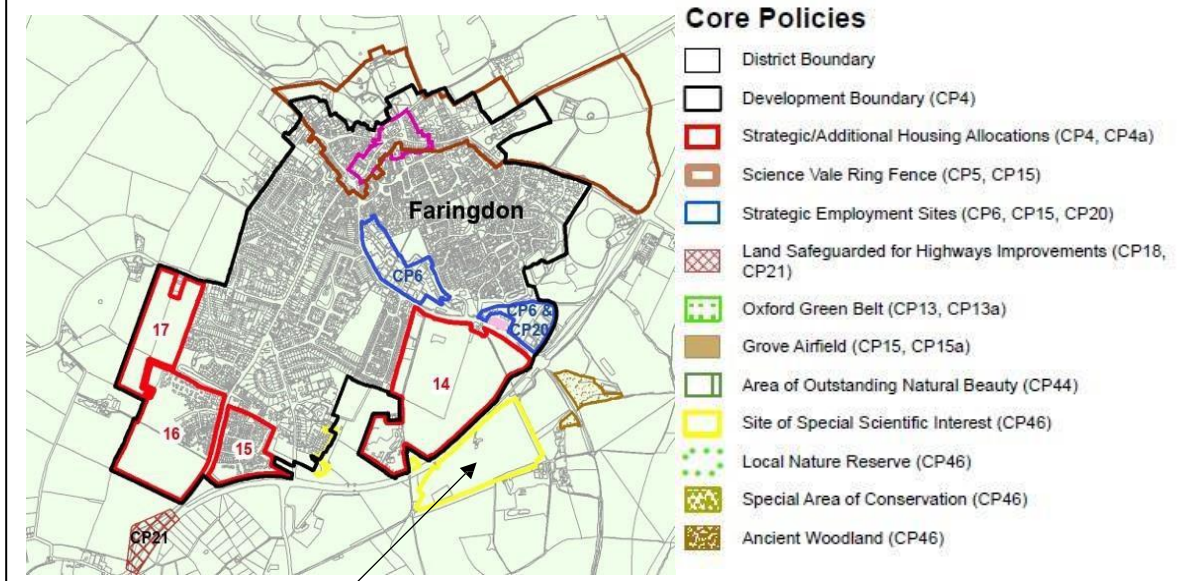 Faringdon
CP6
CP6 &
CP20
17
14
16
15
CP21
Core Policies
District Boundary
Development Boundary (CP4)
Strategic/Additional Housing Allocations (CP4, CP4a)
Science Vale Ring Fence (CP5, CP15)
Strategic Employment Sites (CP6, CP15, CP20)
Land Safeguarded for Highways Improvements (CP18,
CP21)
Oxford Green Belt (CP13, CP13a)
Grove Airfield (CP15, CP15a)
Area of Outstanding Natural Beauty (CP44)
Site of Special Scientific Interest (CP46)
Local Nature Reserve (CP46)
Special Area of Conservation (CP46)
Ancient Woodland (CP46)